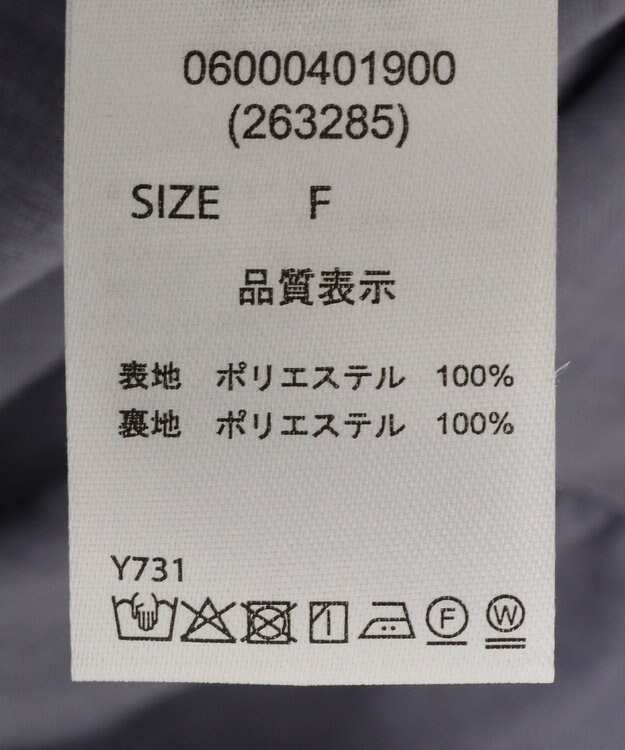 06000401900
(263285)
SIZE F
品質表示
表地 ポリエステル 100%
裏地 ポリエステル 100%
Y731
F W